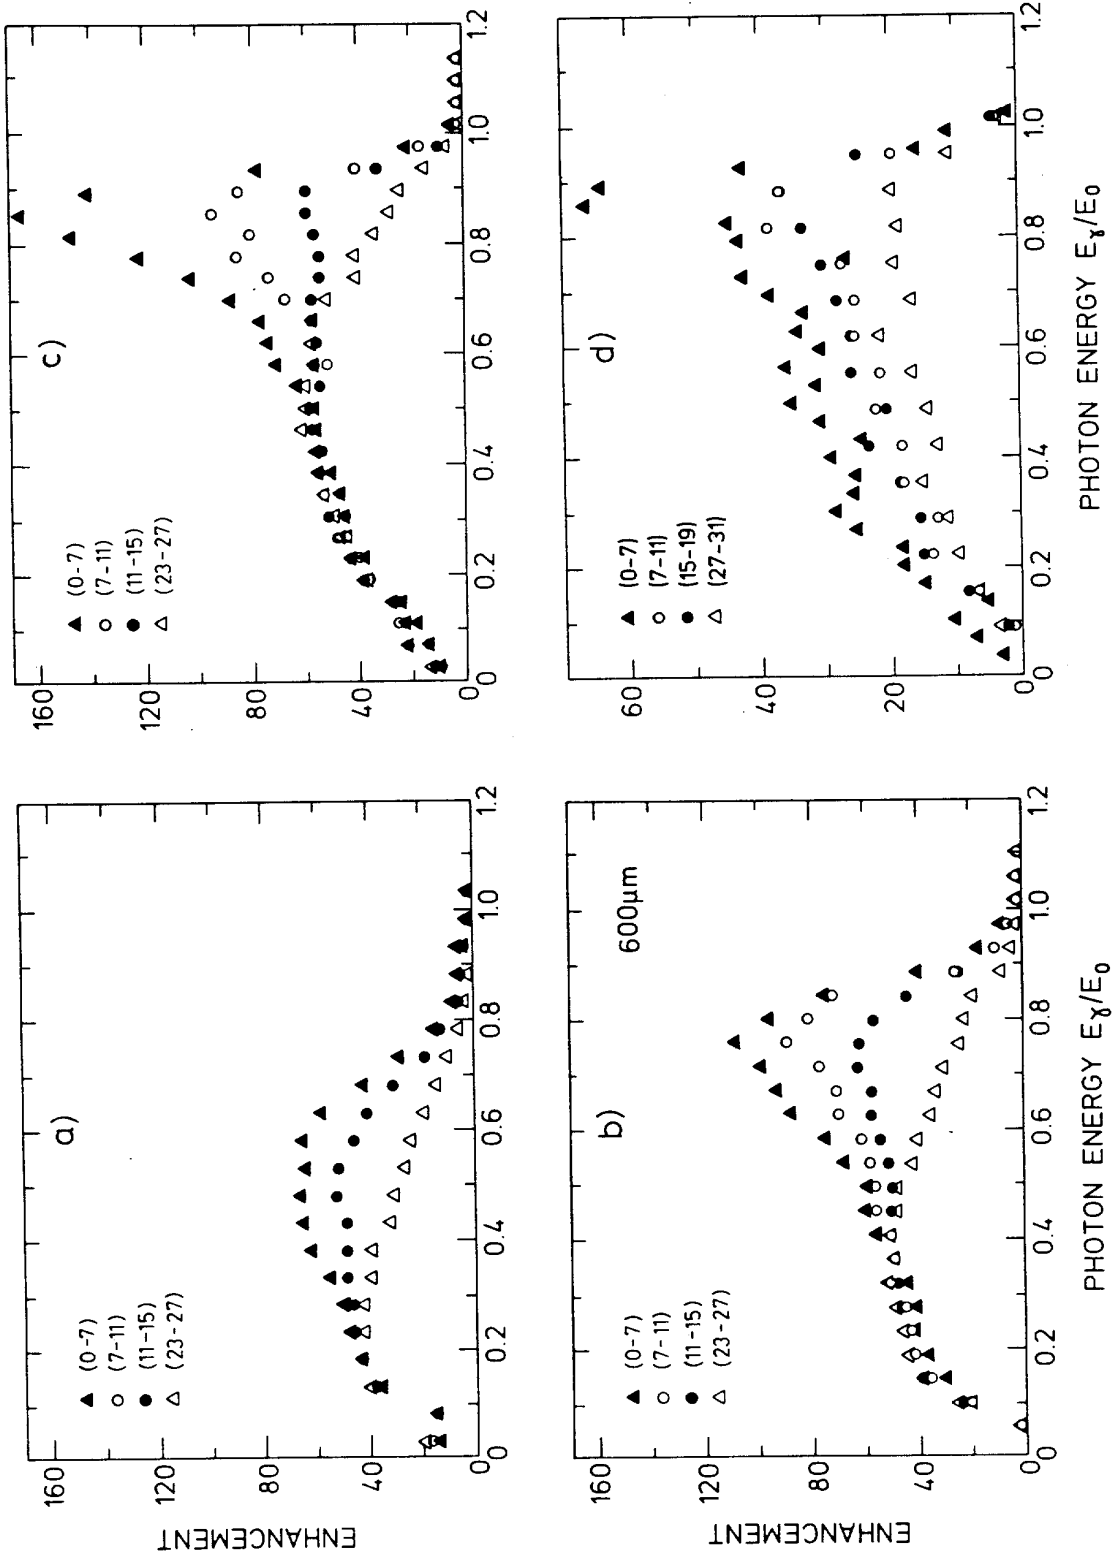 ENHANCEMENT
160
120
80
40
0
a)
▲ (0-7)
○ (7-11)
● (11-15)
△ (23-27)
0 0.2 0.4 0.6 0.8 1.0 1.2
160
120
80
40
0
c)
▲ (0-7)
○ (7-11)
● (11-15)
△ (23-27)
0 0.2 0.4 0.6 0.8 1.0 1.2
ENHANCEMENT
160
120
80
40
0
b)
600μm
▲ (0-7)
○ (7-11)
● (11-15)
△ (23-27)
0 0.2 0.4 0.6 0.8 1.0 1.2
PHOTON ENERGY Eγ/E₀
60
40
20
0
d)
▲ (0-7)
○ (7-11)
● (15-19)
△ (27-31)
0 0.2 0.4 0.6 0.8 1.0 1.2
PHOTON ENERGY Eγ/E₀